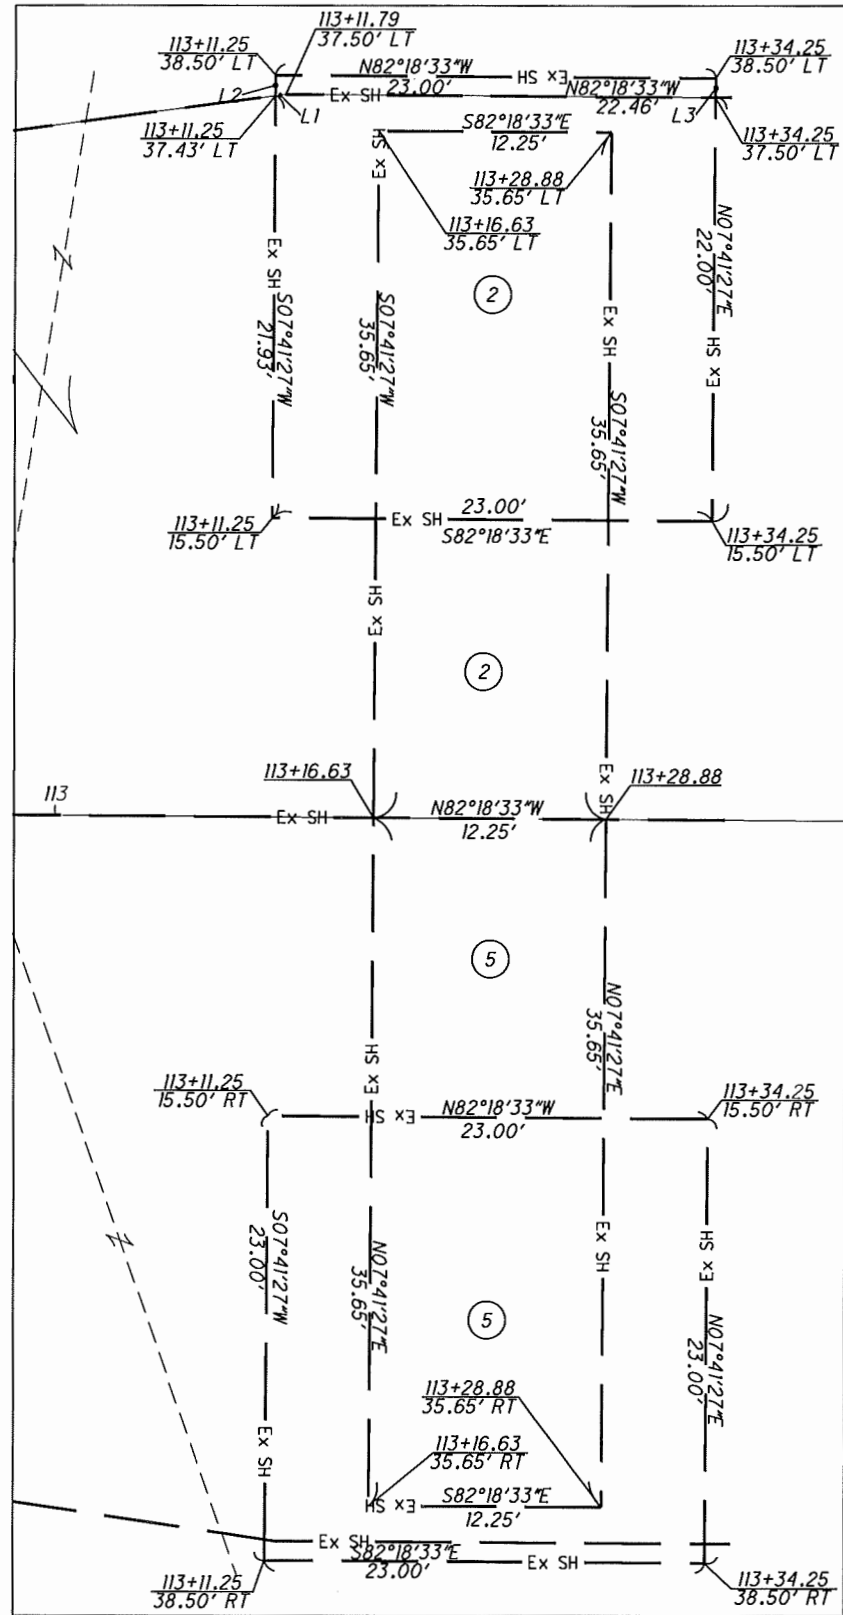 113+11.79
37.50' LT
113+11.25
38.50' LT
N82°18'33"W
23.00'
Ex SH
113+34.25
38.50' LT
L2
L1
Ex SH
N82°18'33"W
22.46'
L3
113+11.25
37.43' LT
113+34.25
37.50' LT
S82°18'33"E
12.25'
Ex SH
113+28.88
35.65' LT
113+16.63
35.65' LT
N07°41'27"E
22.00'
Ex SH
2
Ex SH
S07°41'27"W
21.93'
S07°41'27"W
35.65'
Ex SH
S07°41'27"W
35.65'
113+11.25
15.50' LT
23.00'
Ex SH
S82°18'33"E
113+34.25
15.50' LT
Ex SH
2
113+16.63
Ex SH
113+28.88
113
Ex SH
N82°18'33"W
12.25'
5
N07°41'27"E
35.65'
Ex SH
113+11.25
15.50' RT
N82°18'33"W
Ex SH
23.00'
113+34.25
15.50' RT
S07°41'27"W
23.00'
N07°41'27"E
35.65'
Ex SH
Ex SH
5
N07°41'27"E
23.00'
113+28.88
35.65' RT
113+16.63
35.65' RT
Ex SH
Ex SH
S82°18'33"E
12.25'
Ex SH
S82°18'33"E
23.00'
Ex SH
113+11.25
38.50' RT
113+34.25
38.50' RT